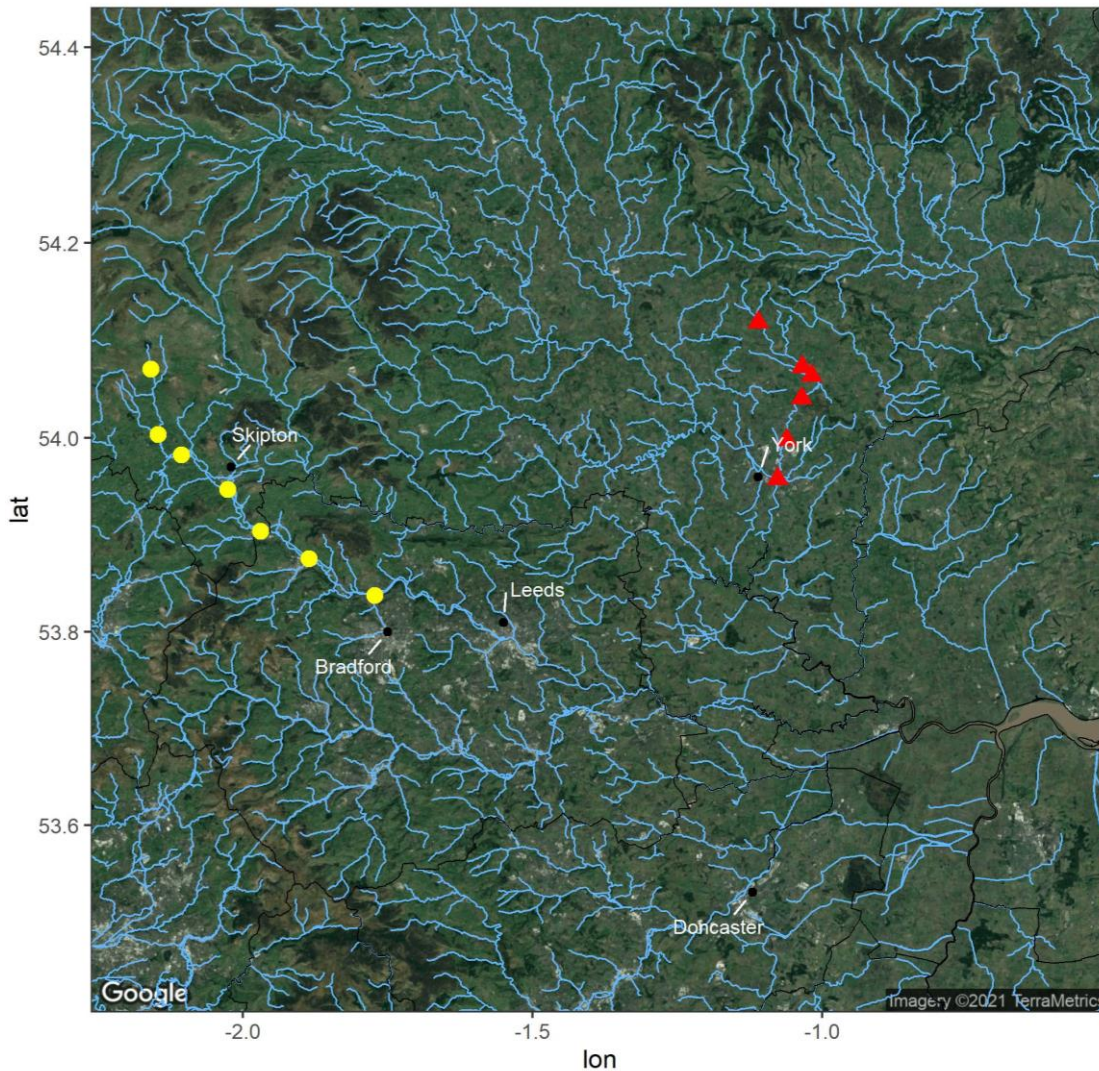 54.4
54.2
54.0
53.8
53.6
lat
Skipton
York
Leeds
Bradford
Doncaster
Google
Imagery ©2021 TerraMetrics
-2.0
-1.5
-1.0
lon